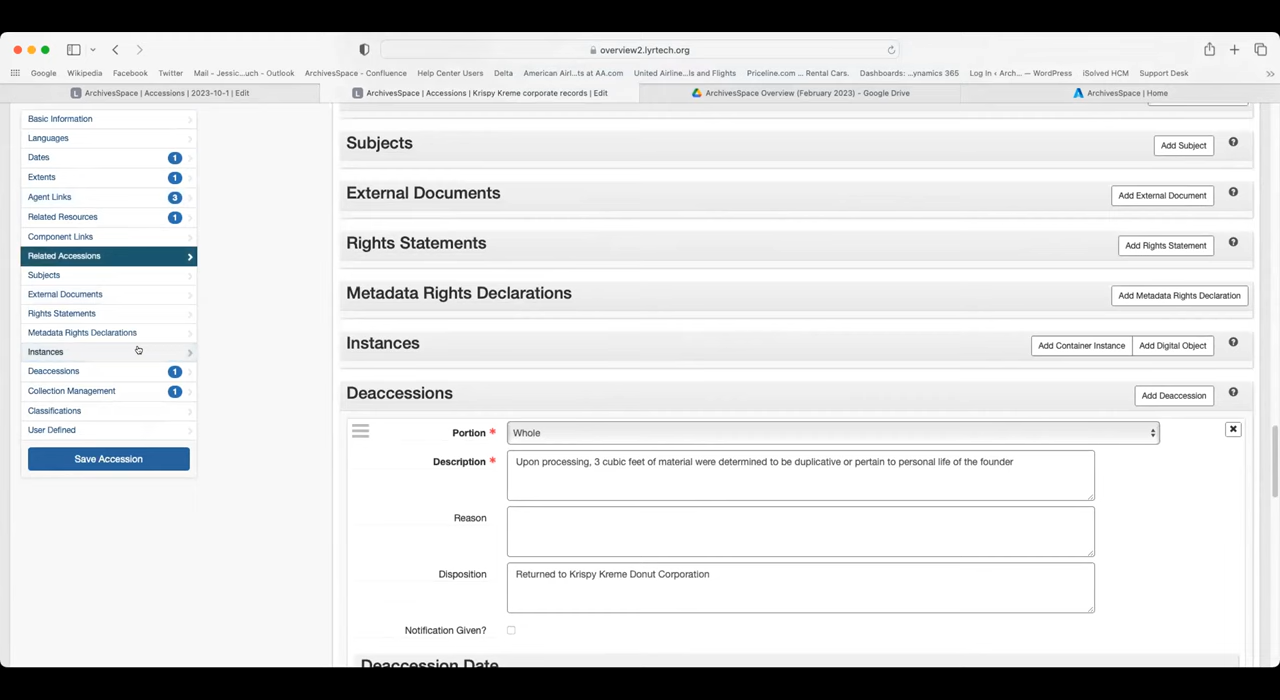 overview2.lyrtech.org
Google Wikipedia Facebook Twitter Mail - Jessic...uch - Outlook ArchivesSpace - Confluence Help Center Users Delta American Airl...ts at AA.com United Airline...ls and Flights Priceline.com ... Rental Cars. Dashboards: ...ynamics 365 Log In ‹ Arch... — WordPress iSolved HCM Support Desk
ArchivesSpace | Accessions | 2023-10-1 | Edit
ArchivesSpace | Accessions | Krispy Kreme corporate records | Edit
ArchivesSpace Overview (February 2023) - Google Drive
ArchivesSpace | Home
Basic Information
Languages
Dates 1
Extents 1
Agent Links 3
Related Resources 1
Component Links
Related Accessions
Subjects
External Documents
Rights Statements
Metadata Rights Declarations
Instances
Deaccessions 1
Collection Management 1
Classifications
User Defined
Save Accession
Subjects Add Subject
External Documents Add External Document
Rights Statements Add Rights Statement
Metadata Rights Declarations Add Metadata Rights Declaration
Instances Add Container Instance Add Digital Object
Deaccessions Add Deaccession
Portion * Whole
Description * Upon processing, 3 cubic feet of material were determined to be duplicative or pertain to personal life of the founder
Reason
Disposition Returned to Krispy Kreme Donut Corporation
Notification Given?
Deaccession Date